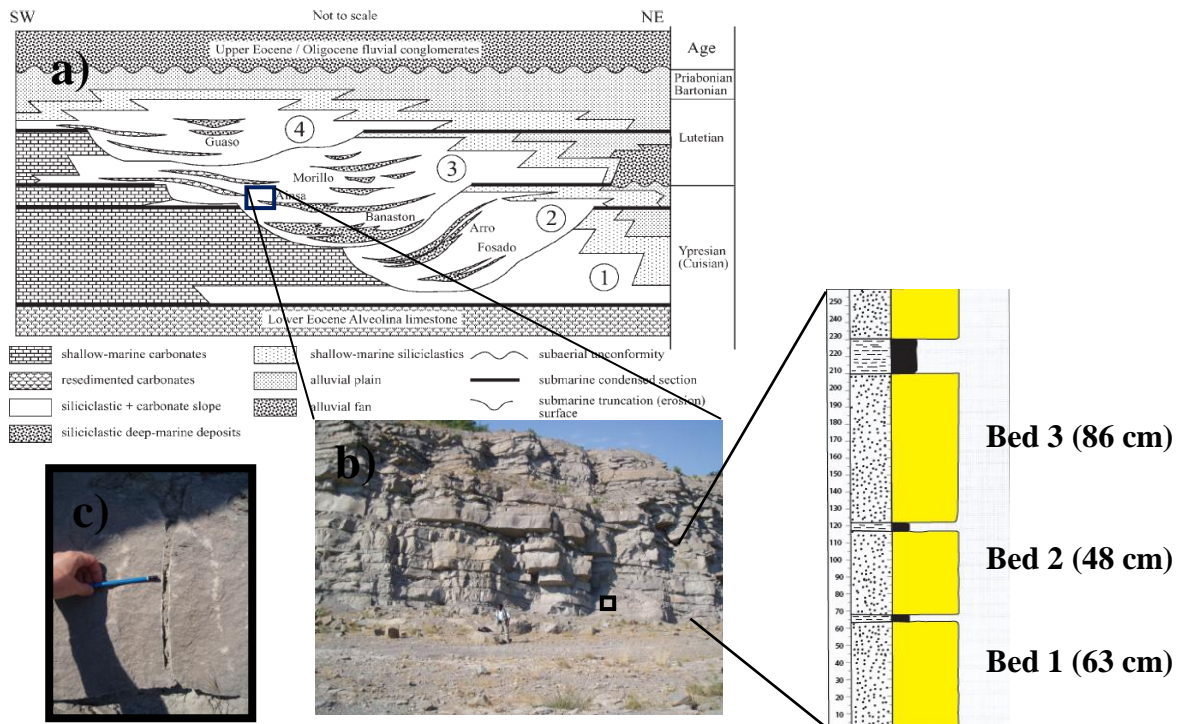 SW
Not to scale
NE
a)
Upper Eocene / Oligocene fluvial conglomerates
Age
Priabonian
Bartonian
Lutetian
Ypresian
(Cuisian)
Guaso
4
Morillo
3
Ainsa
Banaston
2
Arro
Fosado
1
Lower Eocene Alveolina limestone
shallow-marine carbonates
resedimented carbonates
siliciclastic + carbonate slope
siliciclastic deep-marine deposits
shallow-marine siliciclastics
alluvial plain
alluvial fan
subaerial unconformity
submarine condensed section
submarine truncation (erosion)
surface
b)
c)
250
240
230
220
210
200
190
180
170
160
150
140
130
120
110
100
90
80
70
60
50
40
30
20
10
Bed 3 (86 cm)
Bed 2 (48 cm)
Bed 1 (63 cm)